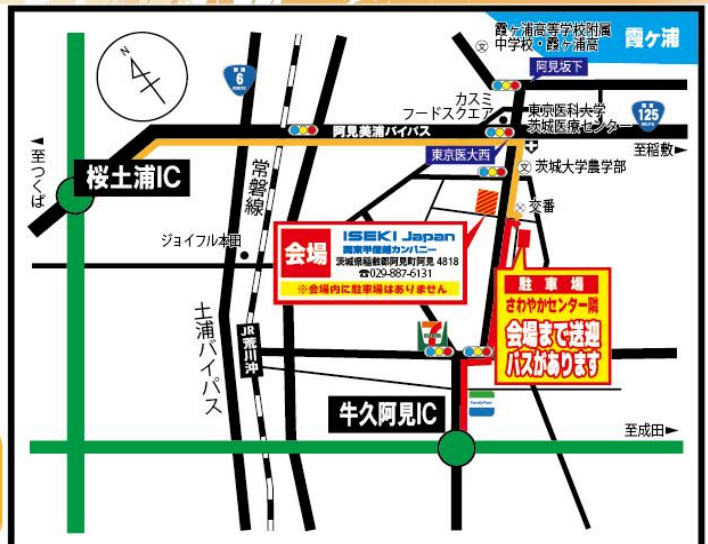 霞ヶ浦高等学校附属
中学校・霞ヶ浦高
霞ヶ浦
N
6
阿見坂下
カスミ
フードスクエア
東京医科大学
茨城医療センター
125
阿見美浦バイパス
◀至つくば
桜土浦IC
常磐線
東京医大西
至稲敷▶
文 茨城大学農学部
交番
ジョイフル本田
会場
ISEKI Japan
関東甲信越カンパニー
茨城県稲敷郡阿見町阿見 4818
☎029-887-6131
※会場内に駐車場はありません
駐車場
さわやかセンター隣
会場まで送迎
バスがあります
土浦バイパス
JR荒川沖
7
FamilyMart
牛久阿見IC
至成田▶